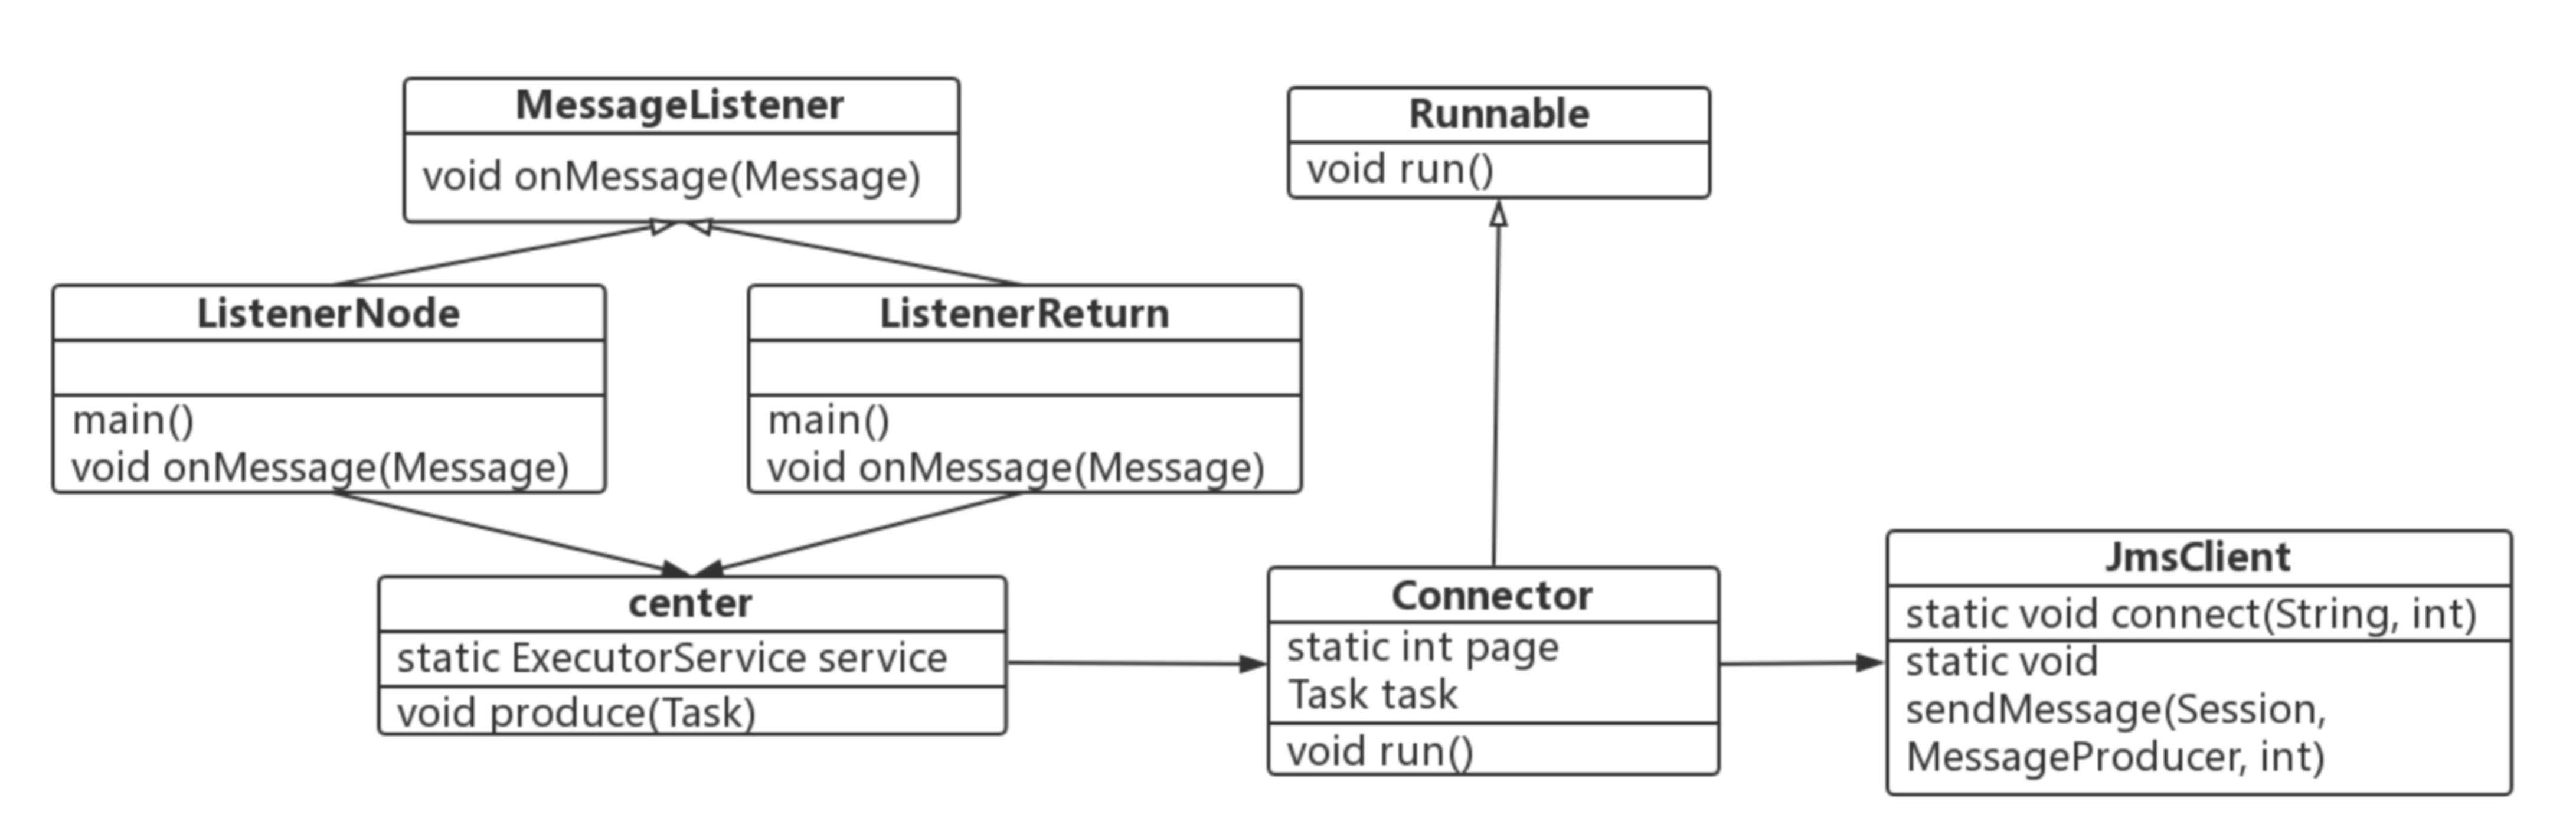 MessageListener
void onMessage(Message)
Runnable
void run()
ListenerNode
main()
void onMessage(Message)
ListenerReturn
main()
void onMessage(Message)
center
static ExecutorService service
void produce(Task)
Connector
static int page
Task task
void run()
JmsClient
static void connect(String, int)
static void
sendMessage(Session,
MessageProducer, int)